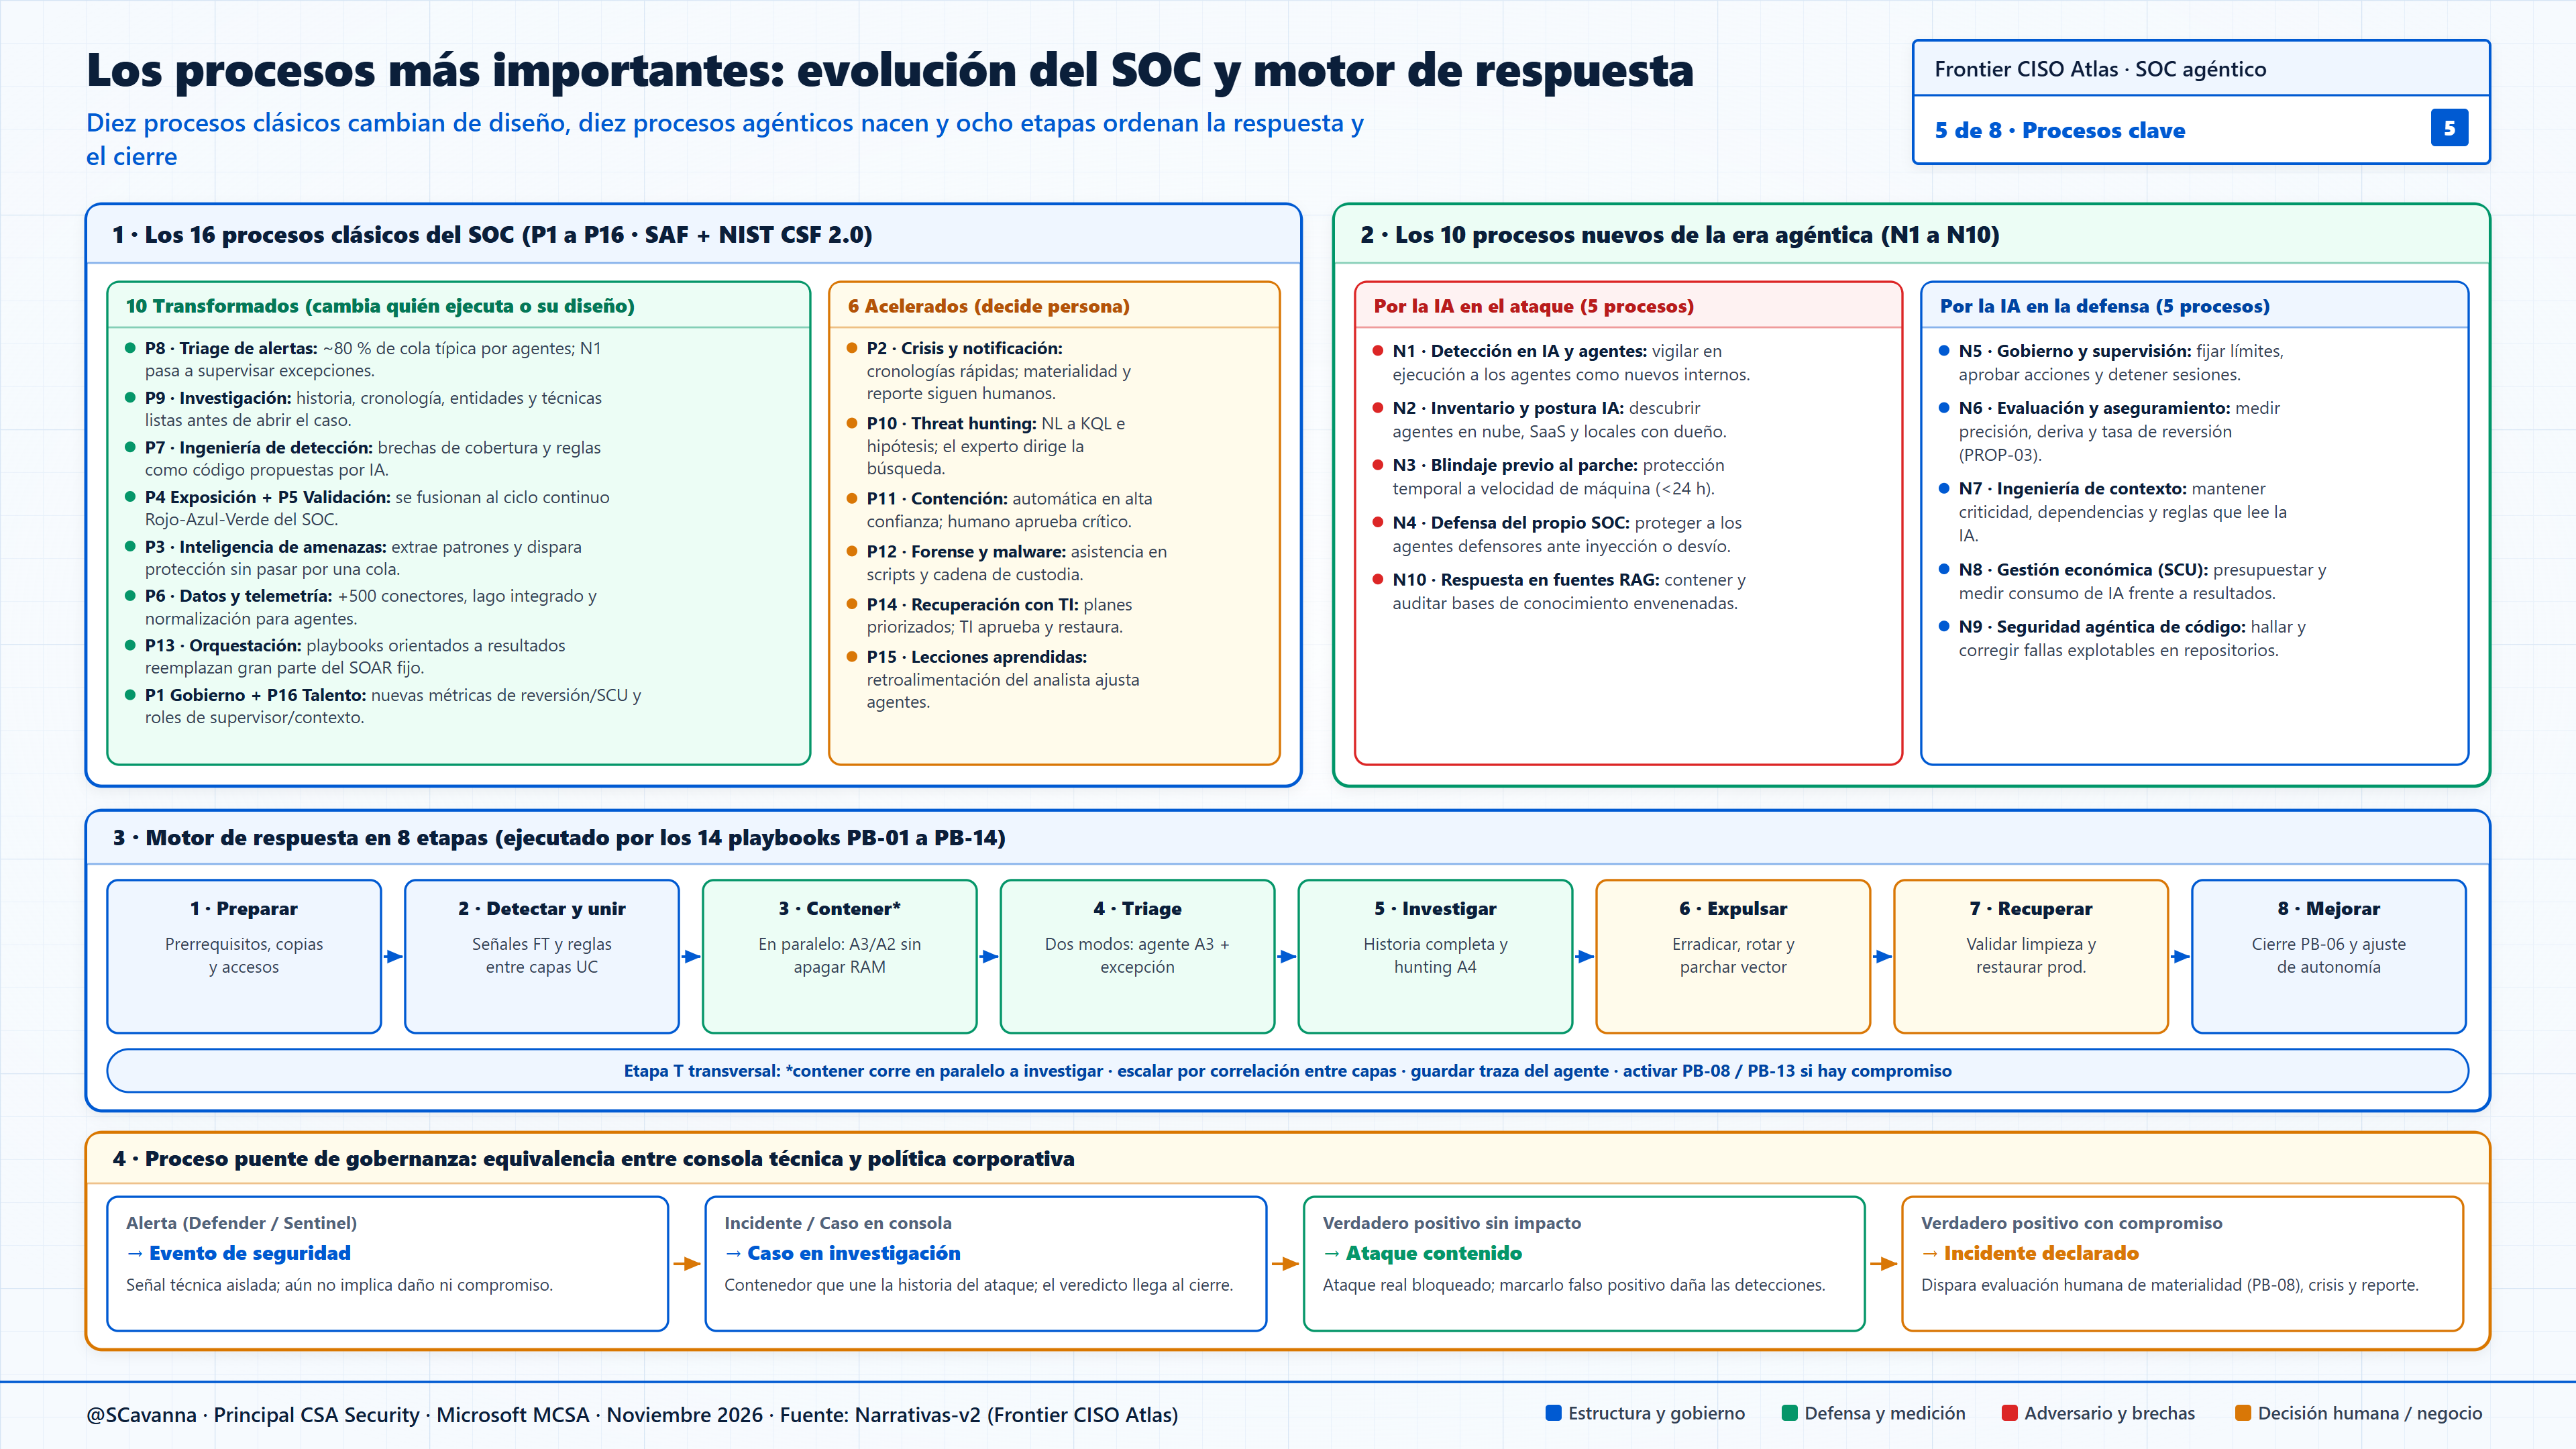 Los procesos más importantes: evolución del SOC y motor de respuesta
Diez procesos clásicos cambian de diseño, diez procesos agénticos nacen y ocho etapas ordenan la respuesta y
el cierre
Frontier CISO Atlas · SOC agéntico
5 de 8 · Procesos clave
5
1 · Los 16 procesos clásicos del SOC (P1 a P16 · SAF + NIST CSF 2.0)
10 Transformados (cambia quién ejecuta o su diseño)
P8 · Triage de alertas: ~80 % de cola típica por agentes; N1
pasa a supervisar excepciones.
P9 · Investigación: historia, cronología, entidades y técnicas
listas antes de abrir el caso.
P7 · Ingeniería de detección: brechas de cobertura y reglas
como código propuestas por IA.
P4 Exposición + P5 Validación: se fusionan al ciclo continuo
Rojo-Azul-Verde del SOC.
P3 · Inteligencia de amenazas: extrae patrones y dispara
protección sin pasar por una cola.
P6 · Datos y telemetría: +500 conectores, lago integrado y
normalización para agentes.
P13 · Orquestación: playbooks orientados a resultados
reemplazan gran parte del SOAR fijo.
P1 Gobierno + P16 Talento: nuevas métricas de reversión/SCU y
roles de supervisor/contexto.
6 Acelerados (decide persona)
P2 · Crisis y notificación:
cronologías rápidas; materialidad y
reporte siguen humanos.
P10 · Threat hunting: NL a KQL e
hipótesis; el experto dirige la
búsqueda.
P11 · Contención: automática en alta
confianza; humano aprueba crítico.
P12 · Forense y malware: asistencia en
scripts y cadena de custodia.
P14 · Recuperación con TI: planes
priorizados; TI aprueba y restaura.
P15 · Lecciones aprendidas:
retroalimentación del analista ajusta
agentes.
2 · Los 10 procesos nuevos de la era agéntica (N1 a N10)
Por la IA en el ataque (5 procesos)
N1 · Detección en IA y agentes: vigilar en
ejecución a los agentes como nuevos internos.
N2 · Inventario y postura IA: descubrir
agentes en nube, SaaS y locales con dueño.
N3 · Blindaje previo al parche: protección
temporal a velocidad de máquina (<24 h).
N4 · Defensa del propio SOC: proteger a los
agentes defensores ante inyección o desvío.
N10 · Respuesta en fuentes RAG: contener y
auditar bases de conocimiento envenenadas.
Por la IA en la defensa (5 procesos)
N5 · Gobierno y supervisión: fijar límites,
aprobar acciones y detener sesiones.
N6 · Evaluación y aseguramiento: medir
precisión, deriva y tasa de reversión
(PROP-03).
N7 · Ingeniería de contexto: mantener
criticidad, dependencias y reglas que lee la
IA.
N8 · Gestión económica (SCU): presupuestar y
medir consumo de IA frente a resultados.
N9 · Seguridad agéntica de código: hallar y
corregir fallas explotables en repositorios.
3 · Motor de respuesta en 8 etapas (ejecutado por los 14 playbooks PB-01 a PB-14)
1 · Preparar
Prerrequisitos, copias
y accesos
2 · Detectar y unir
Señales FT y reglas
entre capas UC
3 · Contener*
En paralelo: A3/A2 sin
apagar RAM
4 · Triage
Dos modos: agente A3 +
excepción
5 · Investigar
Historia completa y
hunting A4
6 · Expulsar
Erradicar, rotar y
parchar vector
7 · Recuperar
Validar limpieza y
restaurar prod.
8 · Mejorar
Cierre PB-06 y ajuste
de autonomía
Etapa T transversal: *contener corre en paralelo a investigar · escalar por correlación entre capas · guardar traza del agente · activar PB-08 / PB-13 si hay compromiso
4 · Proceso puente de gobernanza: equivalencia entre consola técnica y política corporativa
Alerta (Defender / Sentinel)
→ Evento de seguridad
Señal técnica aislada; aún no implica daño ni compromiso.
Incidente / Caso en consola
→ Caso en investigación
Contenedor que une la historia del ataque; el veredicto llega al cierre.
Verdadero positivo sin impacto
→ Ataque contenido
Ataque real bloqueado; marcarlo falso positivo daña las detecciones.
Verdadero positivo con compromiso
→ Incidente declarado
Dispara evaluación humana de materialidad (PB-08), crisis y reporte.
@SCavanna · Principal CSA Security · Microsoft MCSA · Noviembre 2026 · Fuente: Narrativas-v2 (Frontier CISO Atlas)
Estructura y gobierno
Defensa y medición
Adversario y brechas
Decisión humana / negocio